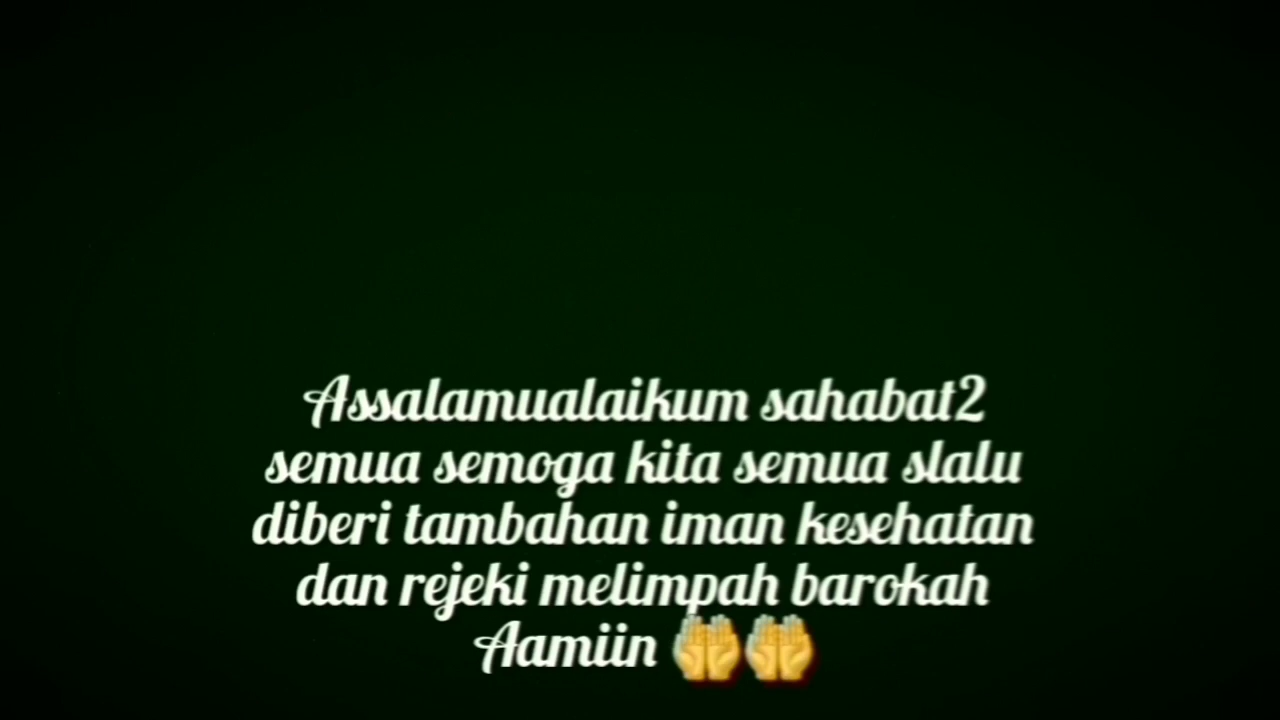 Assalamualaikum sahabat2
semua semoga kita semua slalu
diberi tambahan iman kesehatan
dan rejeki melimpah barokah
Aamiin 🤲🤲